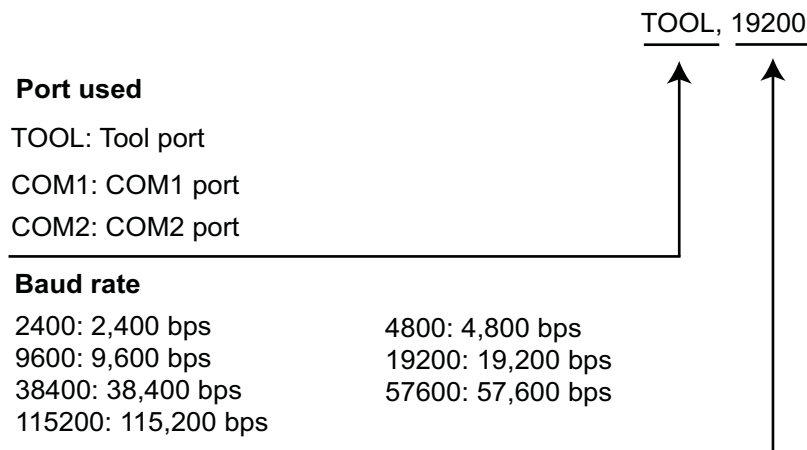 TOOL, 19200
Port used
TOOL: Tool port
COM1: COM1 port
COM2: COM2 port
Baud rate
2400: 2,400 bps
4800: 4,800 bps
9600: 9,600 bps
19200: 19,200 bps
38400: 38,400 bps
57600: 57,600 bps
115200: 115,200 bps